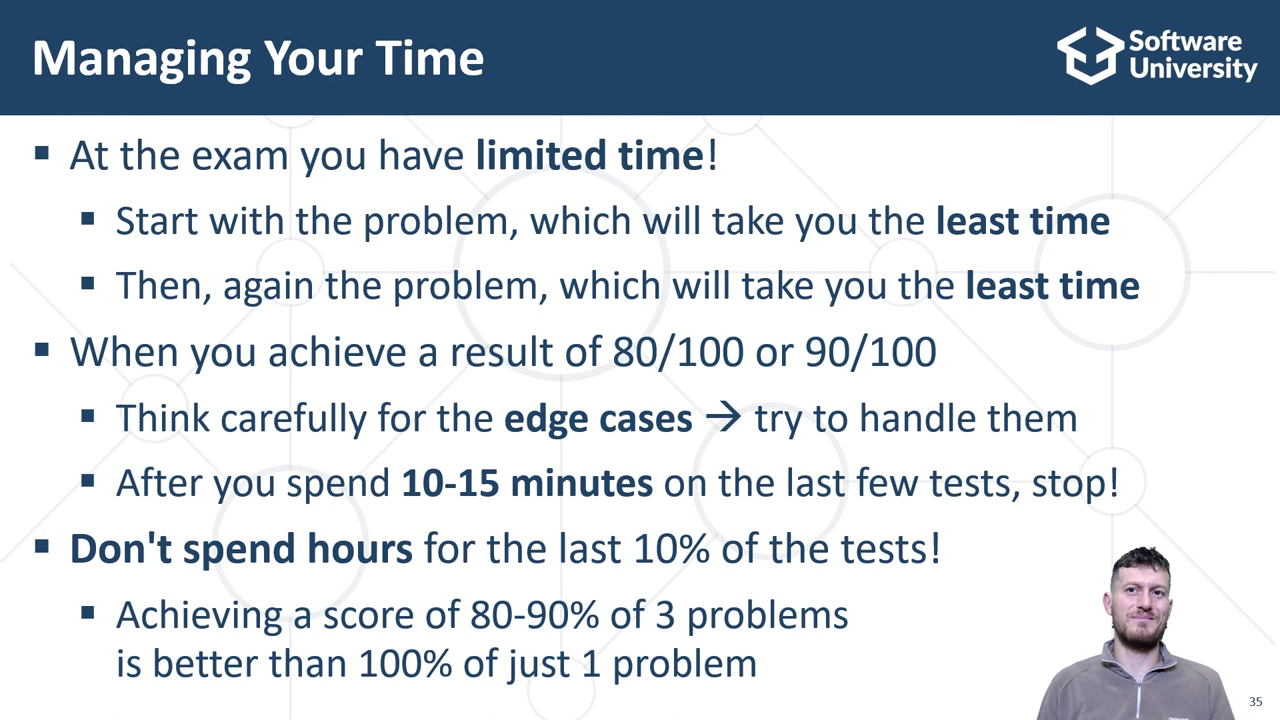 Managing Your Time
Software
University
▪ At the exam you have limited time!
▪ Start with the problem, which will take you the least time
▪ Then, again the problem, which will take you the least time
▪ When you achieve a result of 80/100 or 90/100
▪ Think carefully for the edge cases → try to handle them
▪ After you spend 10-15 minutes on the last few tests, stop!
▪ Don't spend hours for the last 10% of the tests!
▪ Achieving a score of 80-90% of 3 problems
is better than 100% of just 1 problem
35